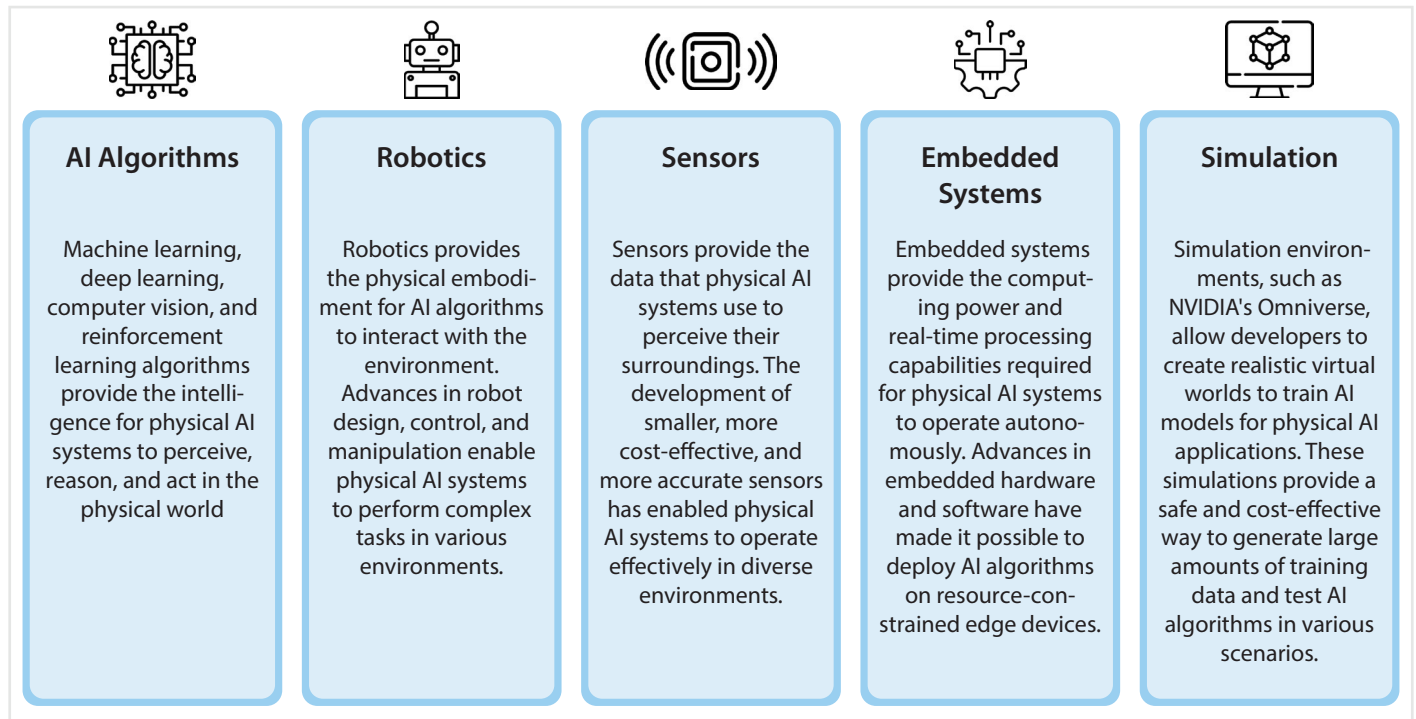 AI Algorithms
Machine learning,
deep learning,
computer vision, and
reinforcement
learning algorithms
provide the intelli-
gence for physical AI
systems to perceive,
reason, and act in the
physical world
Robotics
Robotics provides
the physical embodi-
ment for AI algorithms
to interact with the
environment.
Advances in robot
design, control, and
manipulation enable
physical AI systems
to perform complex
tasks in various
environments.
Sensors
Sensors provide the
data that physical AI
systems use to
perceive their
surroundings. The
development of
smaller, more
cost-effective, and
more accurate sensors
has enabled physical
AI systems to operate
effectively in diverse
environments.
Embedded
Systems
Embedded systems
provide the comput-
ing power and
real-time processing
capabilities required
for physical AI systems
to operate autono-
mously. Advances in
embedded hardware
and software have
made it possible to
deploy AI algorithms
on resource-con-
strained edge devices.
Simulation
Simulation environ-
ments, such as
NVIDIA's Omniverse,
allow developers to
create realistic virtual
worlds to train AI
models for physical AI
applications. These
simulations provide a
safe and cost-effective
way to generate large
amounts of training
data and test AI
algorithms in various
scenarios.